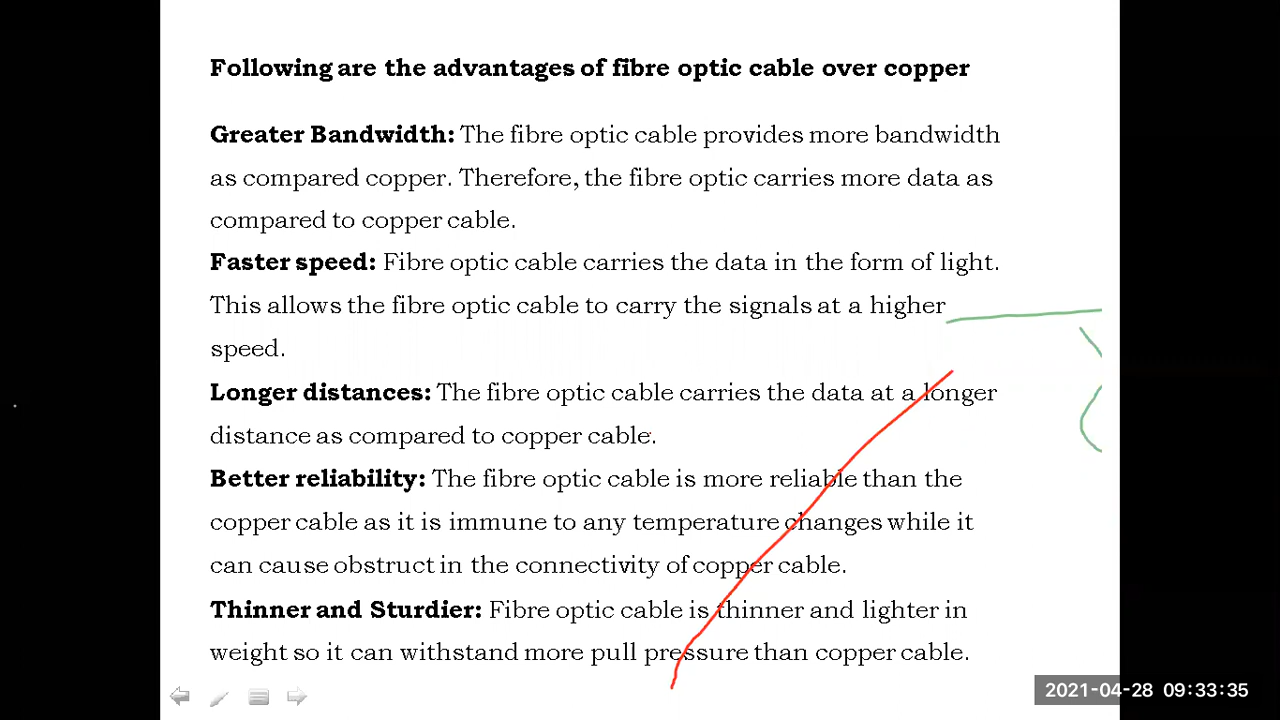 Following are the advantages of fibre optic cable over copper
Greater Bandwidth: The fibre optic cable provides more bandwidth
as compared copper. Therefore, the fibre optic carries more data as
compared to copper cable.
Faster speed: Fibre optic cable carries the data in the form of light.
This allows the fibre optic cable to carry the signals at a higher
speed.
Longer distances: The fibre optic cable carries the data at a longer
distance as compared to copper cable.
Better reliability: The fibre optic cable is more reliable than the
copper cable as it is immune to any temperature changes while it
can cause obstruct in the connectivity of copper cable.
Thinner and Sturdier: Fibre optic cable is thinner and lighter in
weight so it can withstand more pull pressure than copper cable.
2021-04-28 09:33:35